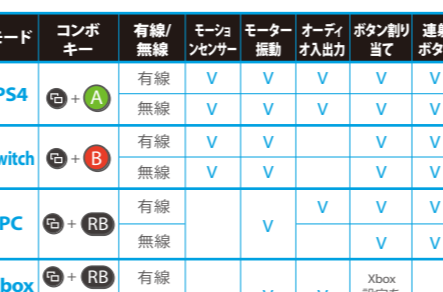 ード コンボ キー 有線/ 無線 モーショ ンセンサー モーター 振動 オーディ オ入出力 ボタン割り 当て 連射 ボタ
PS4 + A 有線 V V V V V
無線 V V V V V
witch + B 有線 V V V V
無線 V V V V
PC + RB 有線 V V V V
無線 V V
box + RB 有線 Xbox